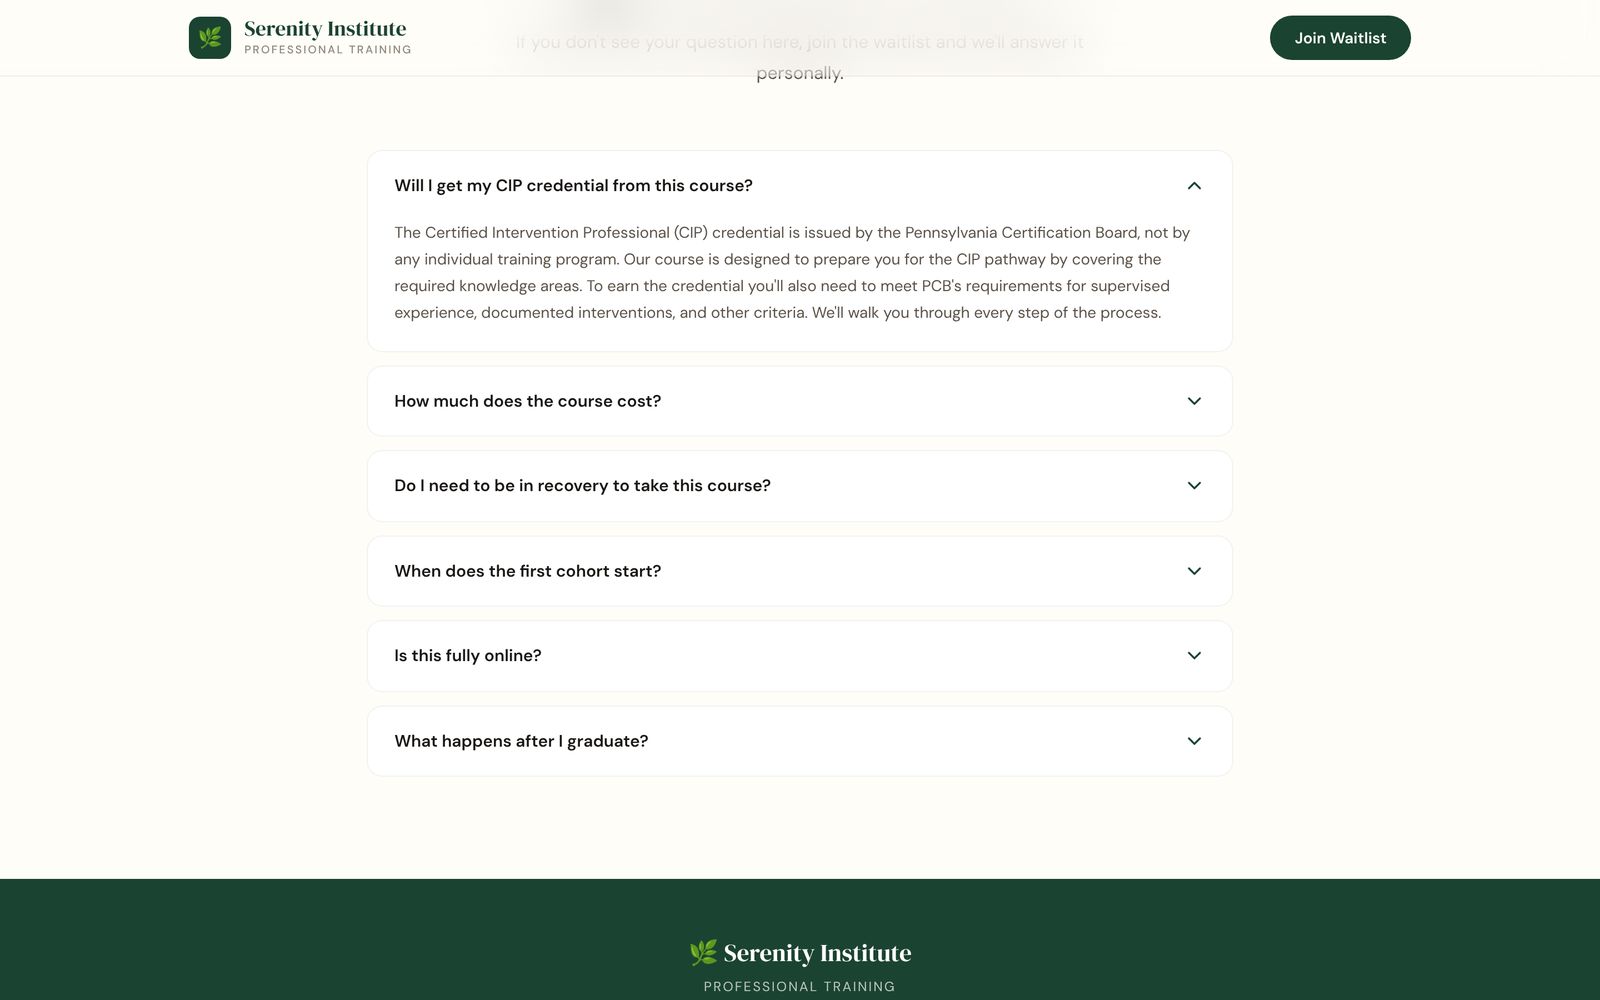 Serenity Institute
PROFESSIONAL TRAINING
If you don't see your question here, join the waitlist and we'll answer it
personally.
Join Waitlist
Will I get my CIP credential from this course?
The Certified Intervention Professional (CIP) credential is issued by the Pennsylvania Certification Board, not by
any individual training program. Our course is designed to prepare you for the CIP pathway by covering the
required knowledge areas. To earn the credential you'll also need to meet PCB's requirements for supervised
experience, documented interventions, and other criteria. We'll walk you through every step of the process.
How much does the course cost?
Do I need to be in recovery to take this course?
When does the first cohort start?
Is this fully online?
What happens after I graduate?
Serenity Institute
PROFESSIONAL TRAINING